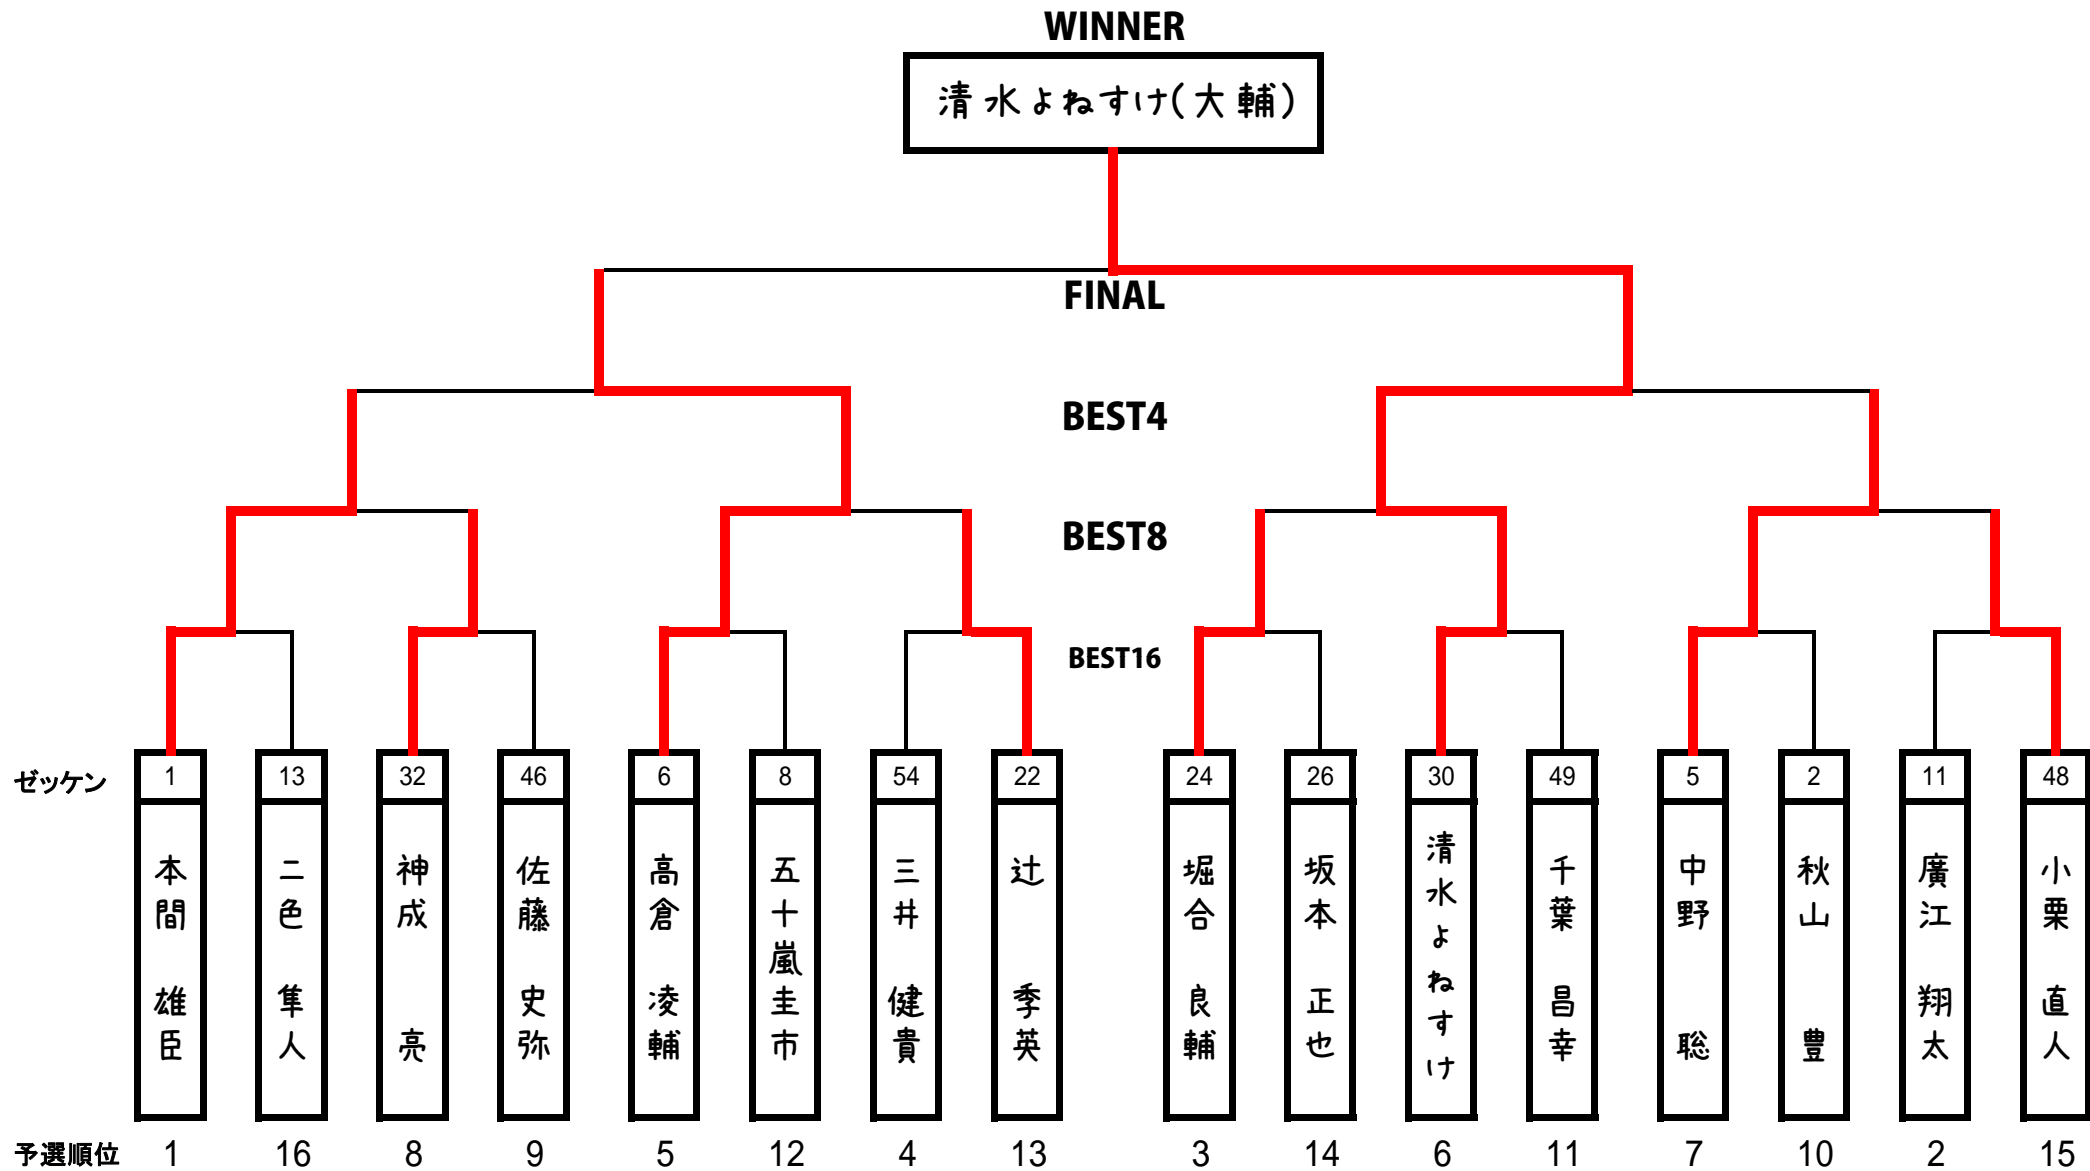 WINNER
清水よねすけ(大輔)
FINAL
BEST4
BEST8
BEST16
ゼッケン 1 13 32 46 6 8 54 22 24 26 30 49 5 2 11 48
本間 雄臣
二色 隼人
神成 亮
佐藤 史弥
高倉 凌輔
五十嵐圭市
三井 健貴
辻 季英
堀合 良輔
坂本 正也
清水よねすけ
千葉 昌幸
中野 聡
秋山 豊
廣江 翔太
小栗 直人
予選順位 1 16 8 9 5 12 4 13 3 14 6 11 7 10 2 15